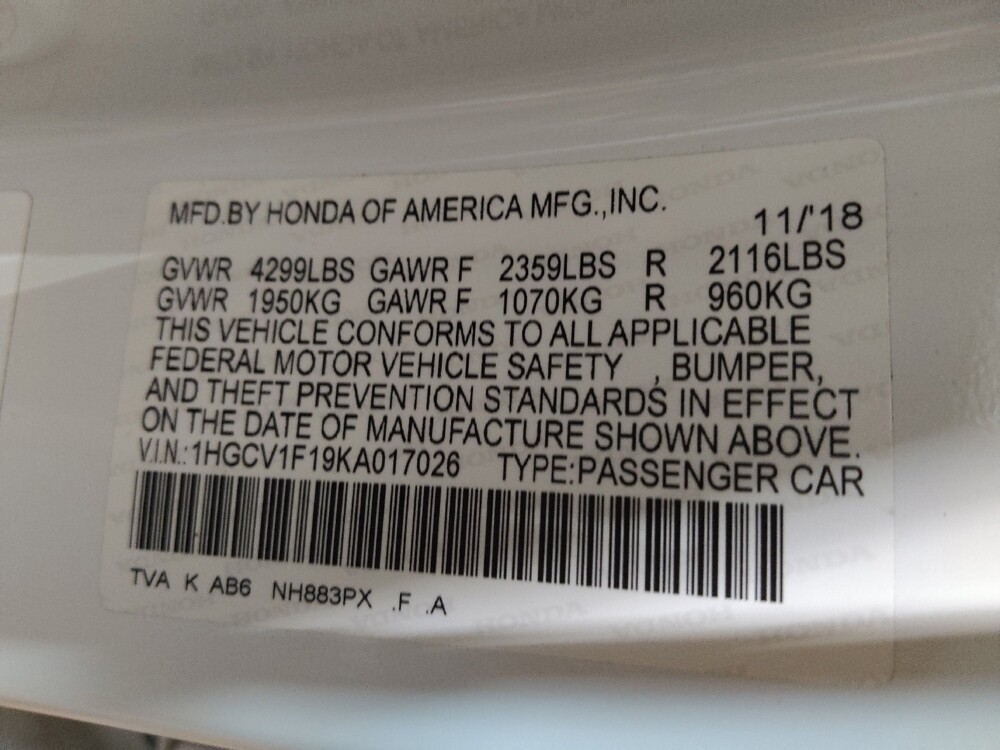 MFD.BY HONDA OF AMERICA MFG.,INC. 11/'18
GVWR 4299LBS GAWR F 2359LBS R 2116LBS
GVWR 1950KG GAWR F 1070KG R 960KG
THIS VEHICLE CONFORMS TO ALL APPLICABLE
FEDERAL MOTOR VEHICLE SAFETY , BUMPER,
AND THEFT PREVENTION STANDARDS IN EFFECT
ON THE DATE OF MANUFACTURE SHOWN ABOVE.
V.I.N.:1HGCV1F19KA017026 TYPE:PASSENGER CAR
TVA K AB6 NH883PX .F .A